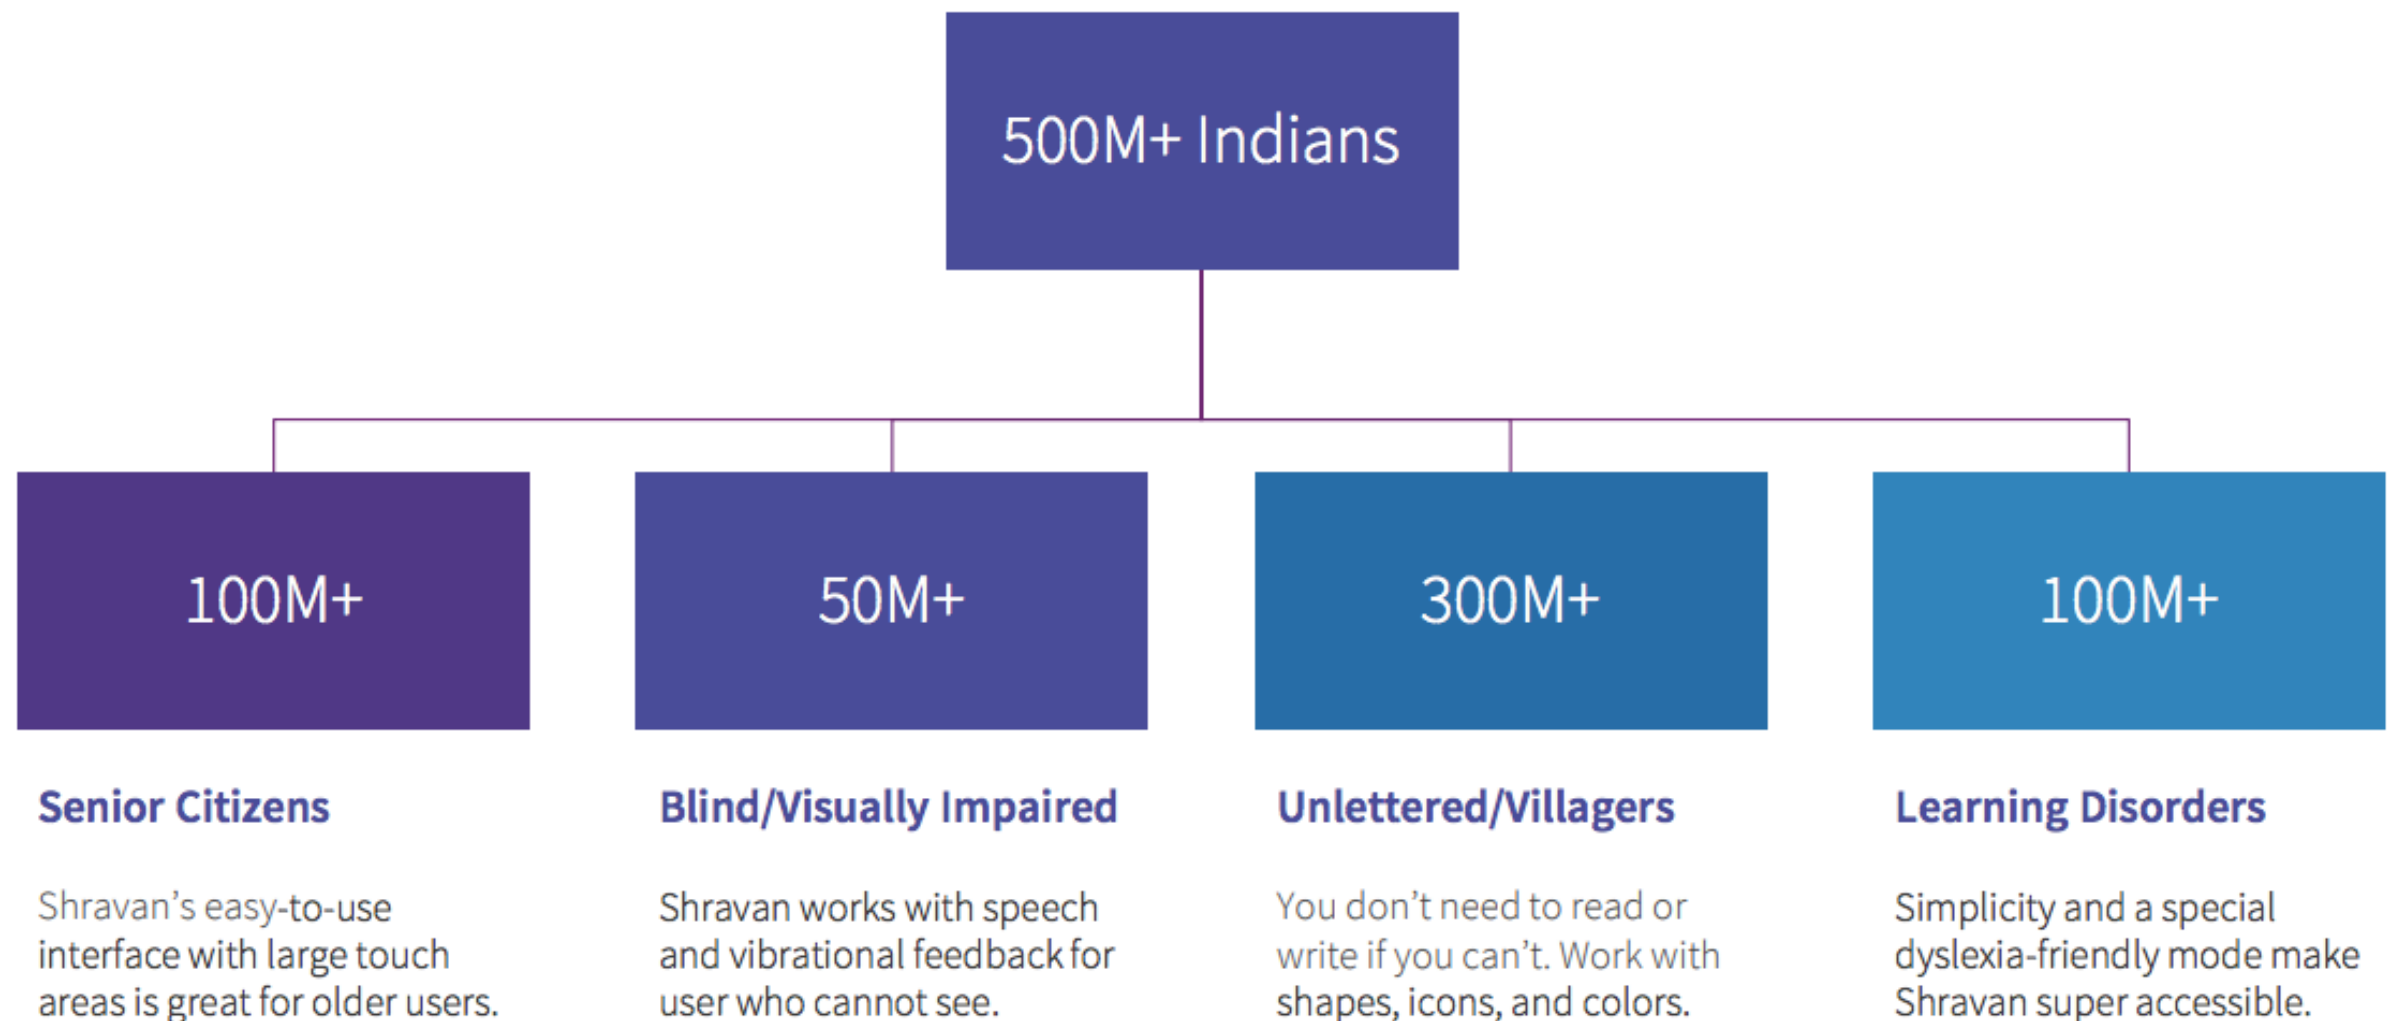 500M+ Indians
100M+
50M+
300M+
100M+
Senior Citizens
Shravan’s easy-to-use
interface with large touch
areas is great for older users.
Blind/Visually Impaired
Shravan works with speech
and vibrational feedback for
user who cannot see.
Unlettered/Villagers
You don’t need to read or
write if you can’t. Work with
shapes, icons, and colors.
Learning Disorders
Simplicity and a special
dyslexia-friendly mode make
Shravan super accessible.